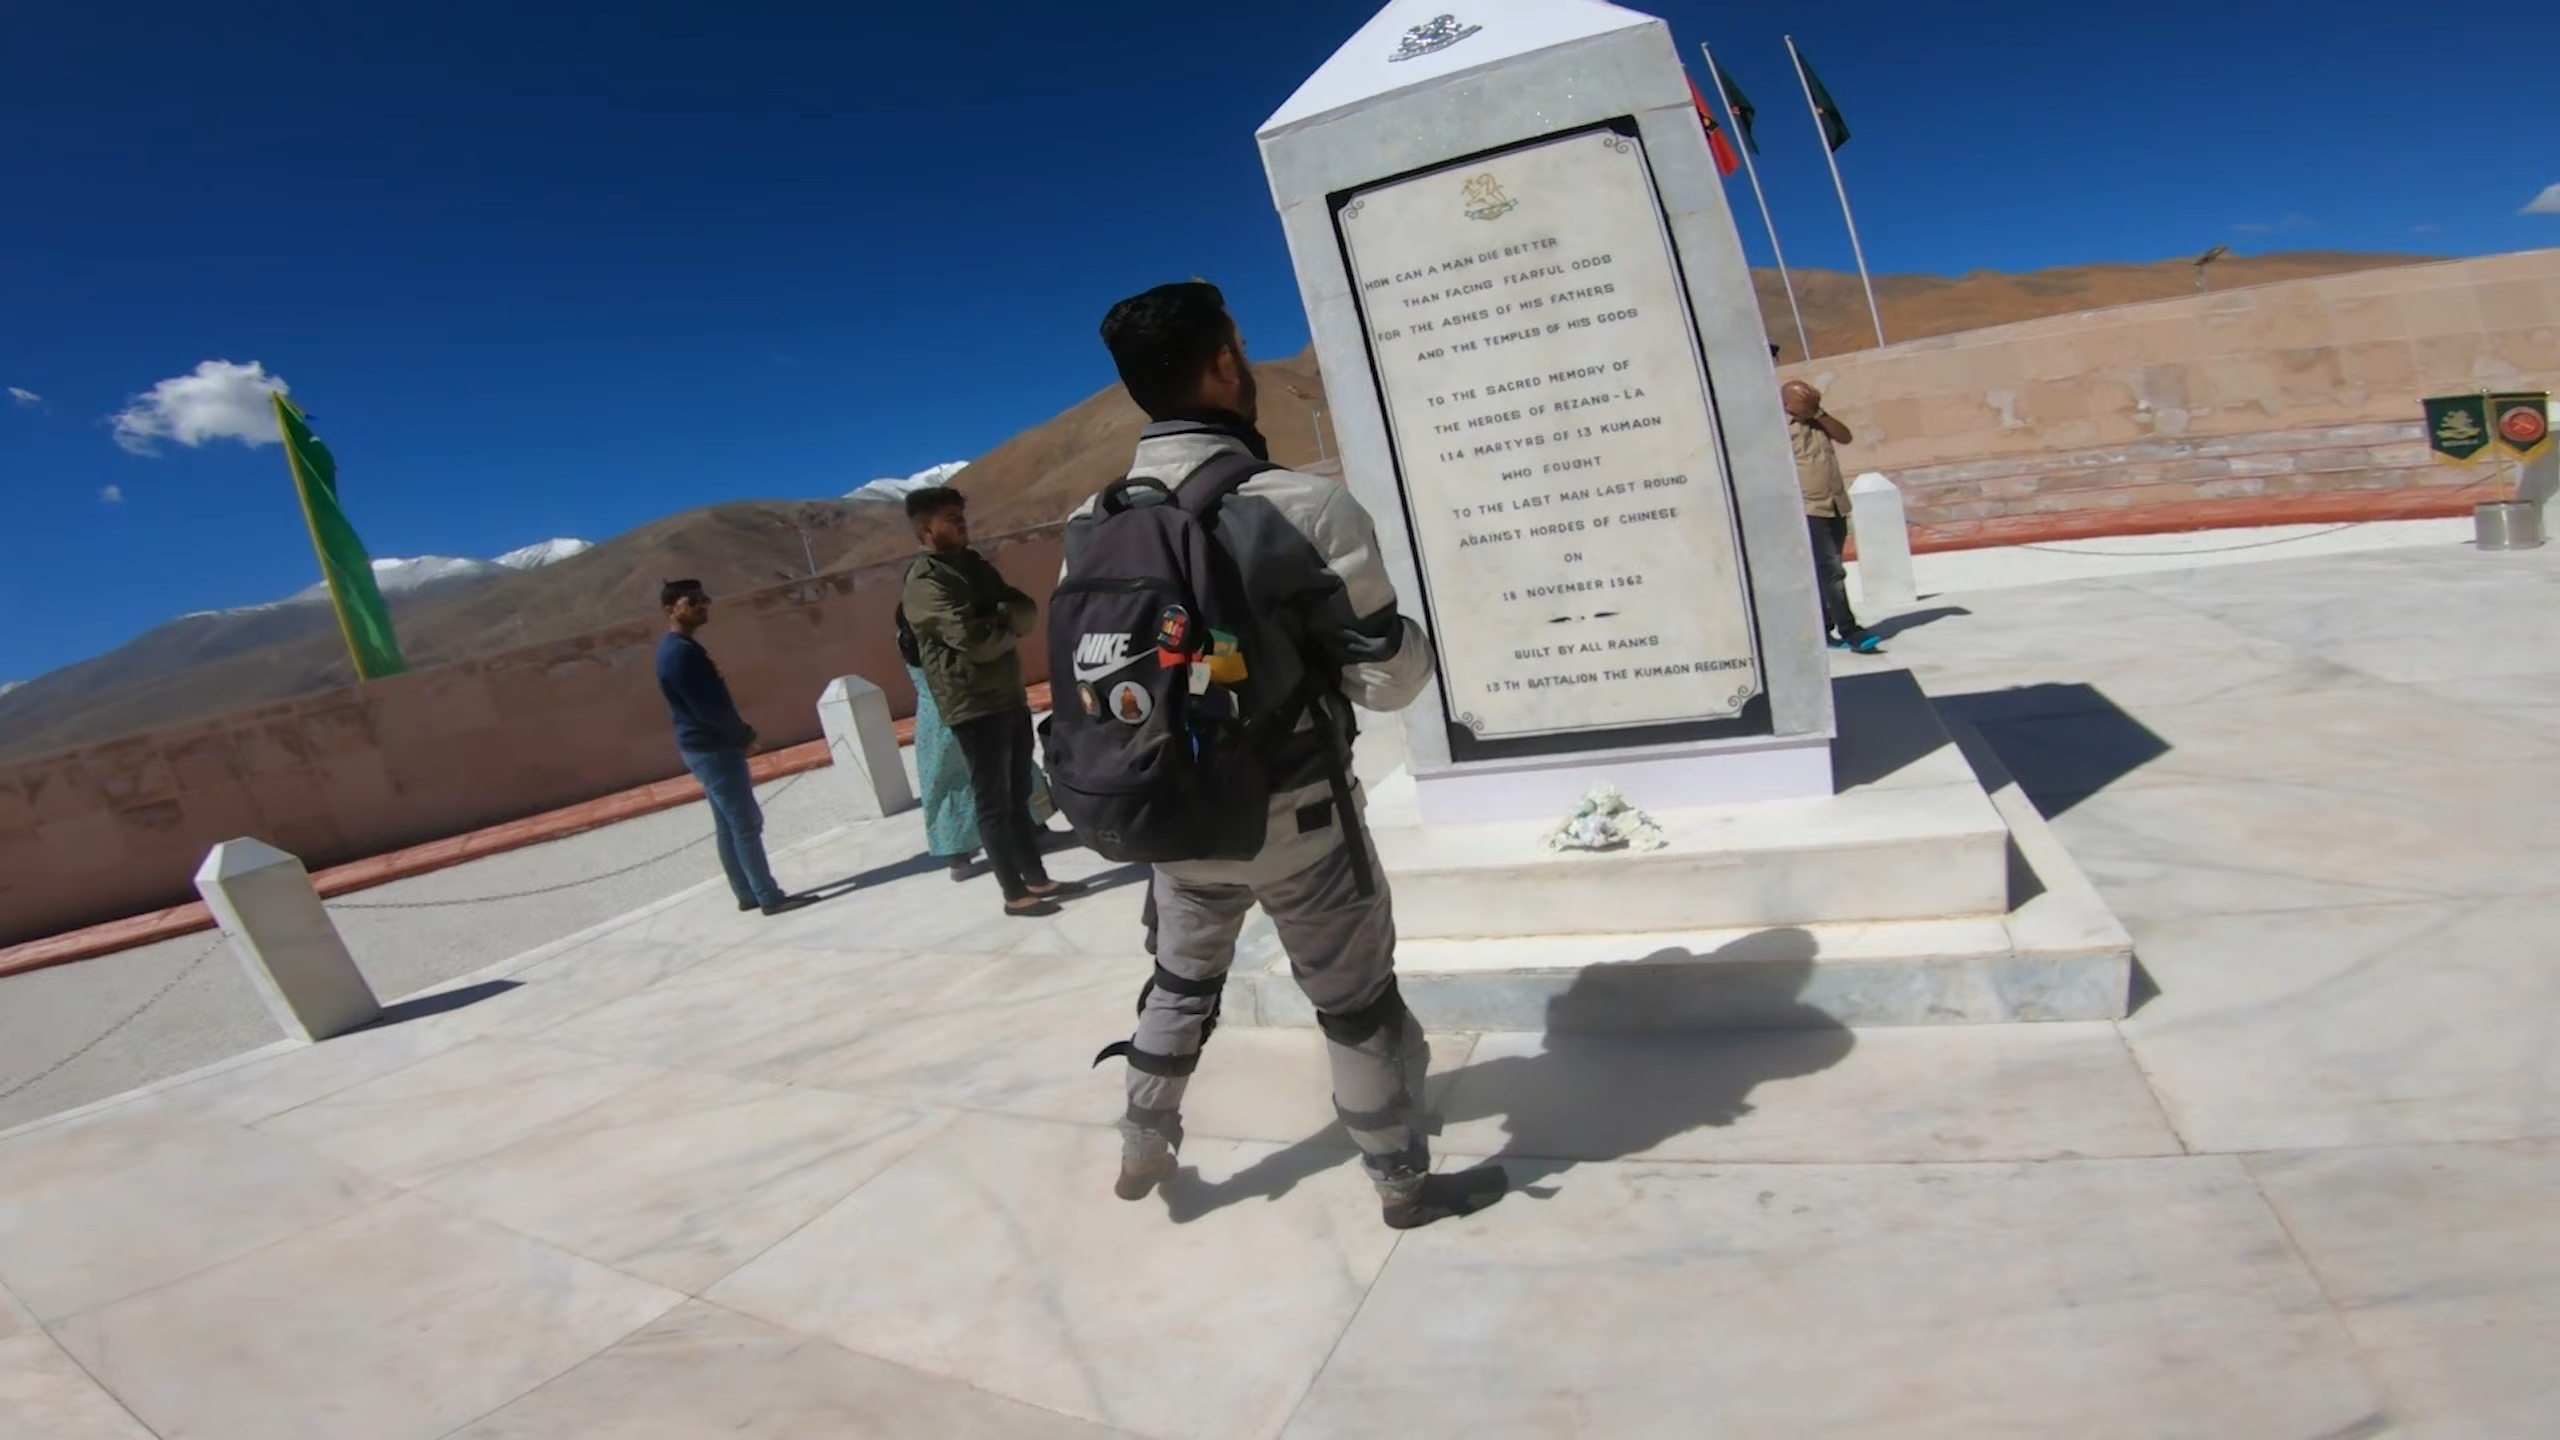 HOW CAN A MAN DIE BETTER
THAN FACING FEARFUL ODDS
FOR THE ASHES OF HIS FATHERS
AND THE TEMPLES OF HIS GODS
TO THE SACRED MEMORY OF
THE HEROES OF REZANG-LA
114 MARTYRS OF 13 KUMAON
WHO FOUGHT
TO THE LAST MAN LAST ROUND
AGAINST HORDES OF CHINESE
ON
18 NOVEMBER 1962
BUILT BY ALL RANKS
13 TH BATTALION THE KUMAON REGIMENT
NIKE